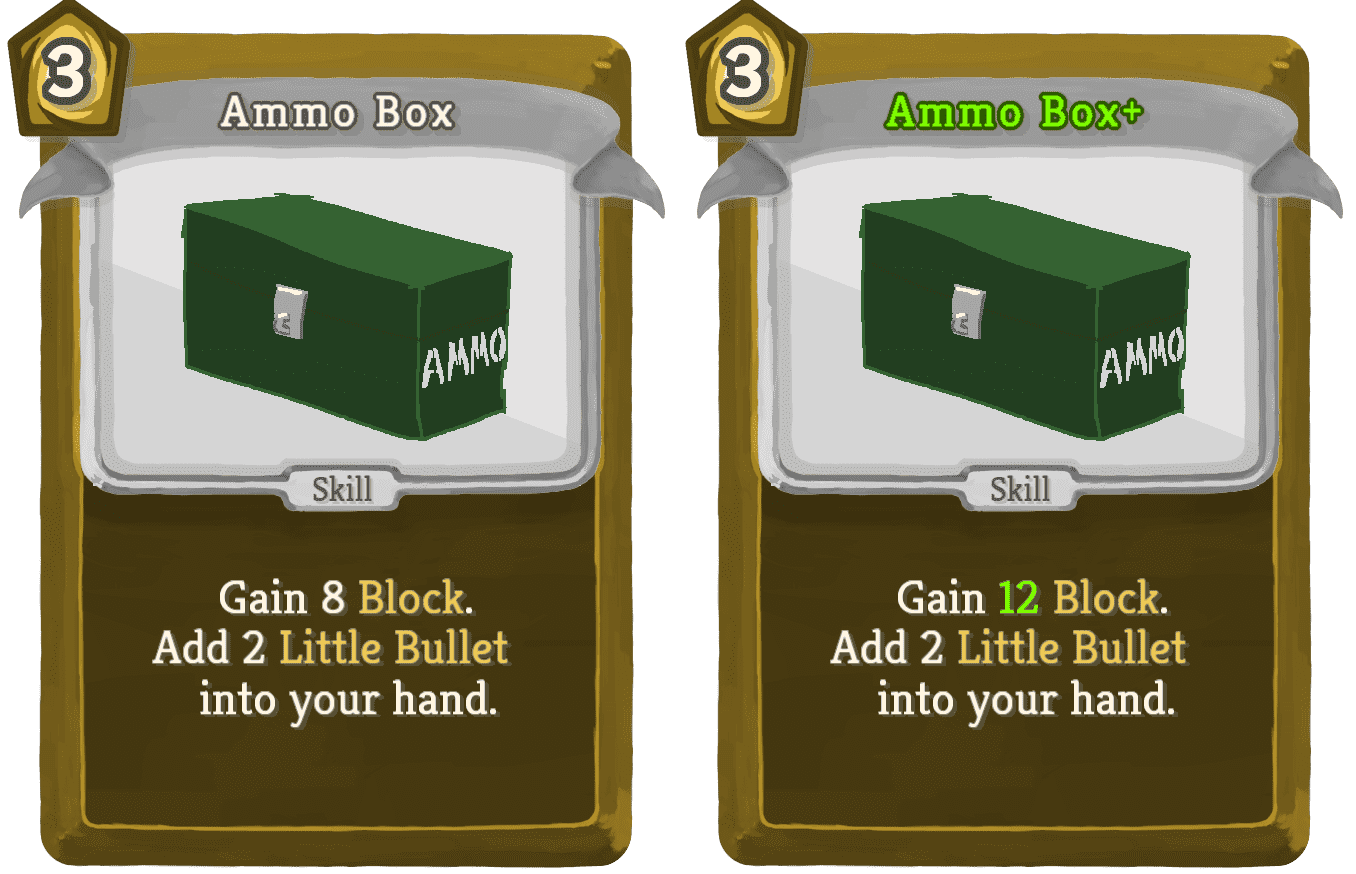 3
Ammo Box
AMMO
Skill
Gain 8 Block.
Add 2 Little Bullet
into your hand.
3
Ammo Box+
AMMO
Skill
Gain 12 Block.
Add 2 Little Bullet
into your hand.